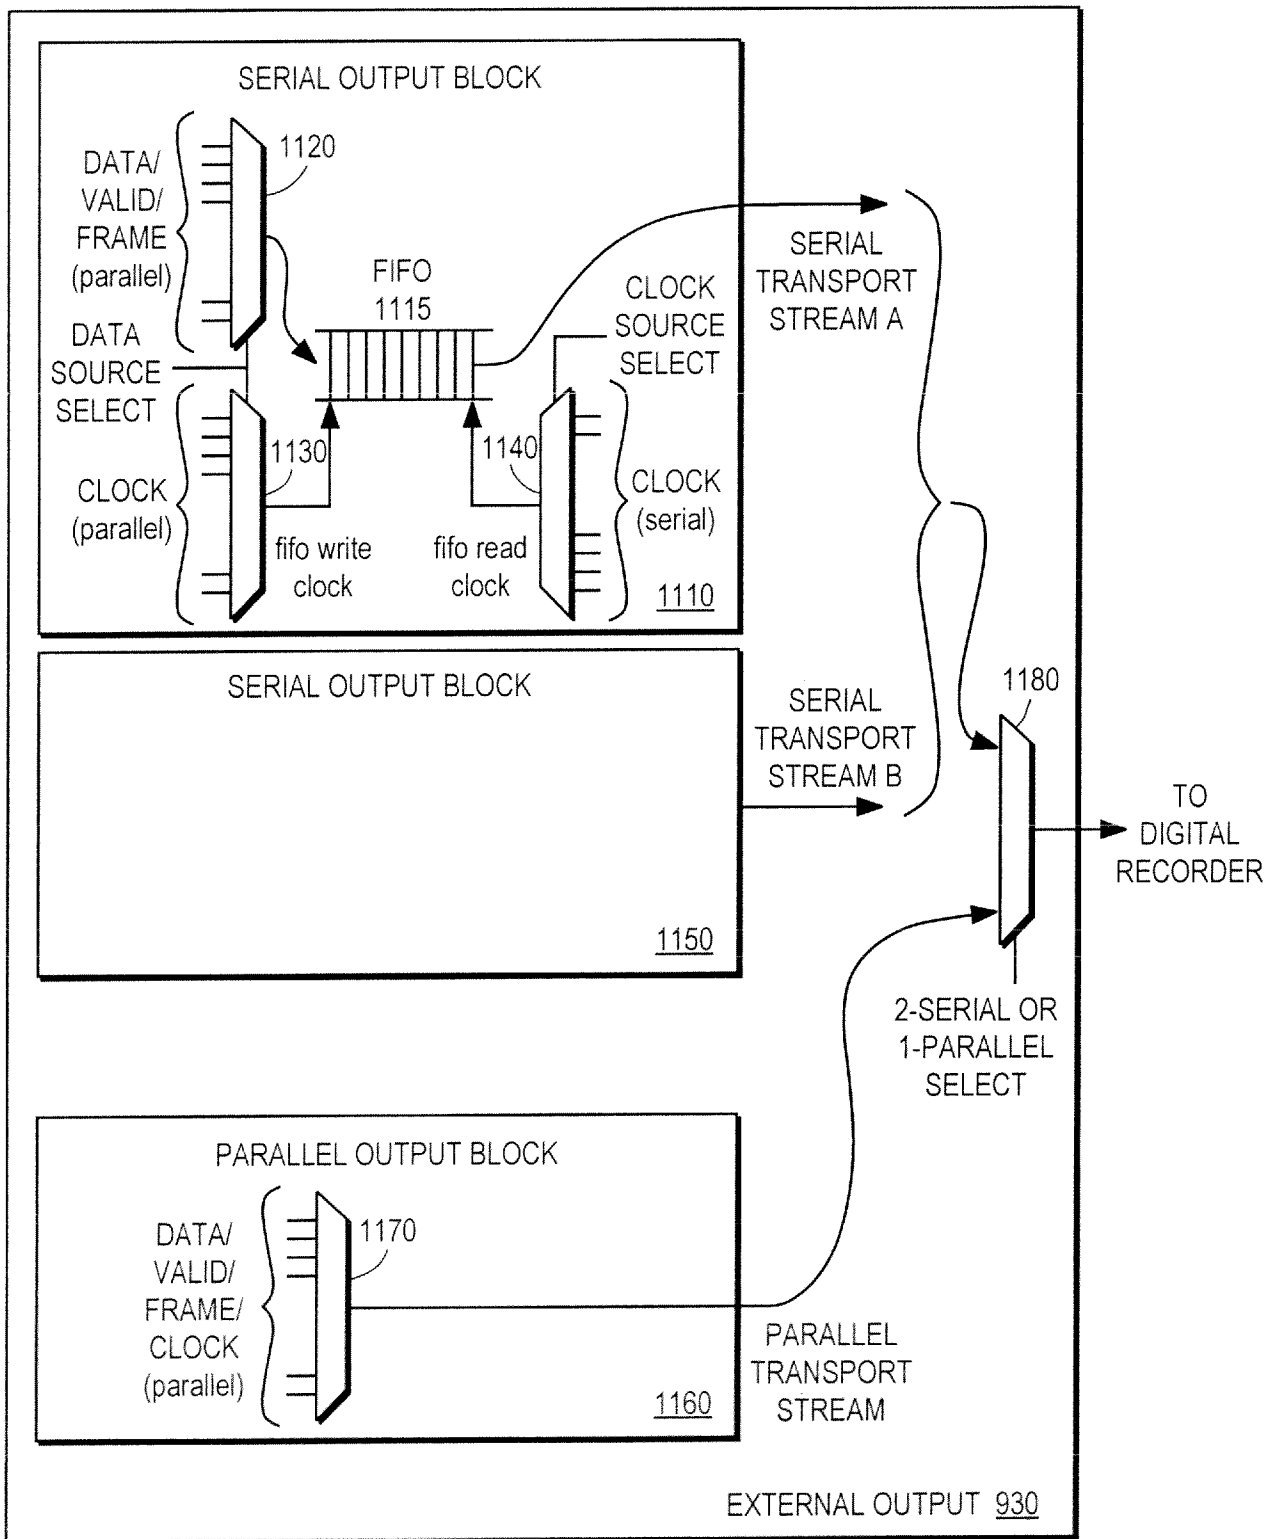 SERIAL OUTPUT BLOCK
DATA/
VALID/
FRAME
(parallel)
1120
FIFO
1115
DATA
SOURCE
SELECT
CLOCK
SOURCE
SELECT
CLOCK
(parallel)
1130
fifo write
clock
1140
fifo read
clock
CLOCK
(serial)
1110
SERIAL
TRANSPORT
STREAM A
SERIAL OUTPUT BLOCK
1150
SERIAL
TRANSPORT
STREAM B
1180
TO
DIGITAL
RECORDER
2-SERIAL OR
1-PARALLEL
SELECT
PARALLEL OUTPUT BLOCK
DATA/
VALID/
FRAME/
CLOCK
(parallel)
1170
1160
PARALLEL
TRANSPORT
STREAM
EXTERNAL OUTPUT 930